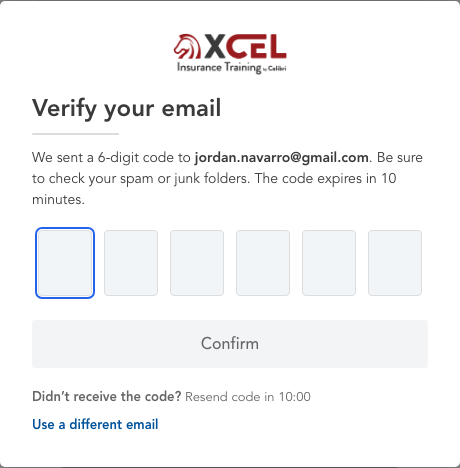 XCEL
Insurance Training by Colibri
Verify your email
We sent a 6-digit code to jordan.navarro@gmail.com. Be sure
to check your spam or junk folders. The code expires in 10
minutes.
Confirm
Didn’t receive the code? Resend code in 10:00
Use a different email